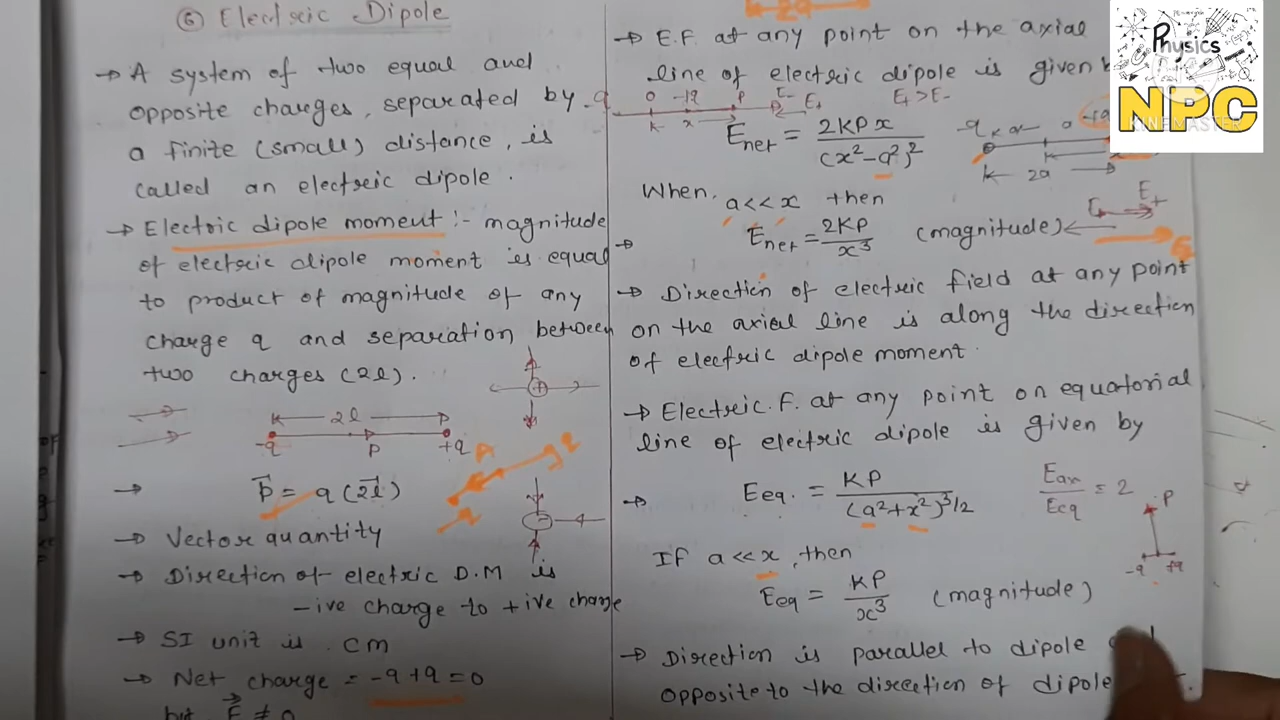 ⑥ Electric Dipole
→ A system of two equal and
opposite charges, separated by
a finite (small) distance, is
called an electric dipole.
→ Electric dipole moment :- magnitude
of electric dipole moment is equal
to product of magnitude of any
charge q and separation between
two charges (2l).
2l
-q P +q
→ p⃗ = q(2l⃗)
→ Vector quantity
→ Direction of electric D.M is
-ive charge to +ive charge
→ SI unit is cm
→ Net charge = -q+q=0
but E⃗ ≠ 0
2a
→ E.F. at any point on the axial
line of electric dipole is given
-q O P E- E+ E+>E-
x
Enet = 2KPx / (x²-a²)²
-q a 2a
When, a<<x then
→ Enet = 2KP / x³ (magnitude)
E+
→ Direction of electric field at any point
on the axial line is along the direction
of electric dipole moment.
→ Electric.F. at any point on equatorial
line of electric dipole is given by
→ Eeq. = KP / (a²+x²)^3/2
Eax / Eeq = 2
P
-q +q
If a<<x, then
Eeq = KP / x³ (magnitude)
→ Direction is parallel to dipole
opposite to the direction of dipole
Physics
NPC
KINEMASTER